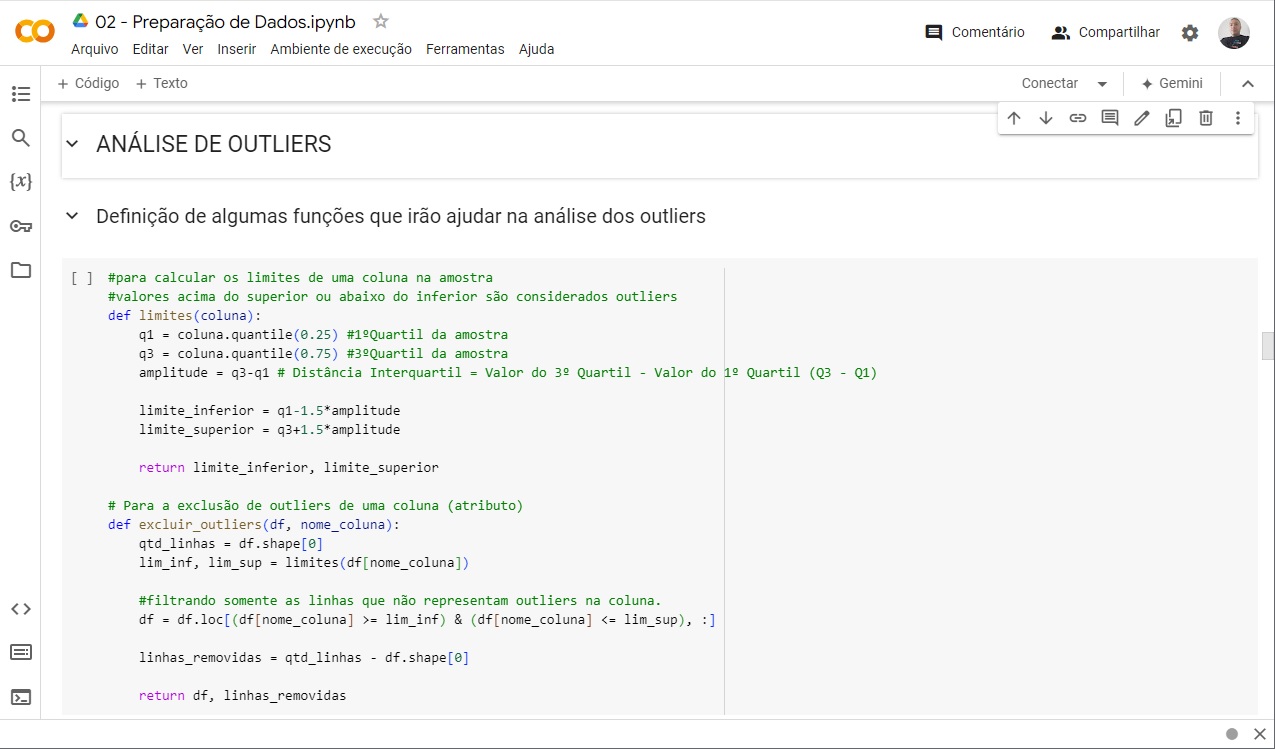 02 - Preparação de Dados.ipynb
Arquivo Editar Ver Inserir Ambiente de execução Ferramentas Ajuda
Comentário
Compartilhar
+ Código + Texto
Conectar
Gemini
ANÁLISE DE OUTLIERS
Definição de algumas funções que irão ajudar na análise dos outliers
[ ] #para calcular os limites de uma coluna na amostra
#valores acima do superior ou abaixo do inferior são considerados outliers
def limites(coluna):
    q1 = coluna.quantile(0.25) #1ºQuartil da amostra
    q3 = coluna.quantile(0.75) #3ºQuartil da amostra
    amplitude = q3-q1 # Distância Interquartil = Valor do 3º Quartil - Valor do 1º Quartil (Q3 - Q1)
    limite_inferior = q1-1.5*amplitude
    limite_superior = q3+1.5*amplitude
    return limite_inferior, limite_superior
# Para a exclusão de outliers de uma coluna (atributo)
def excluir_outliers(df, nome_coluna):
    qtd_linhas = df.shape[0]
    lim_inf, lim_sup = limites(df[nome_coluna])
    #filtrando somente as linhas que não representam outliers na coluna.
    df = df.loc[(df[nome_coluna] >= lim_inf) & (df[nome_coluna] <= lim_sup), :]
    linhas_removidas = qtd_linhas - df.shape[0]
    return df, linhas_removidas